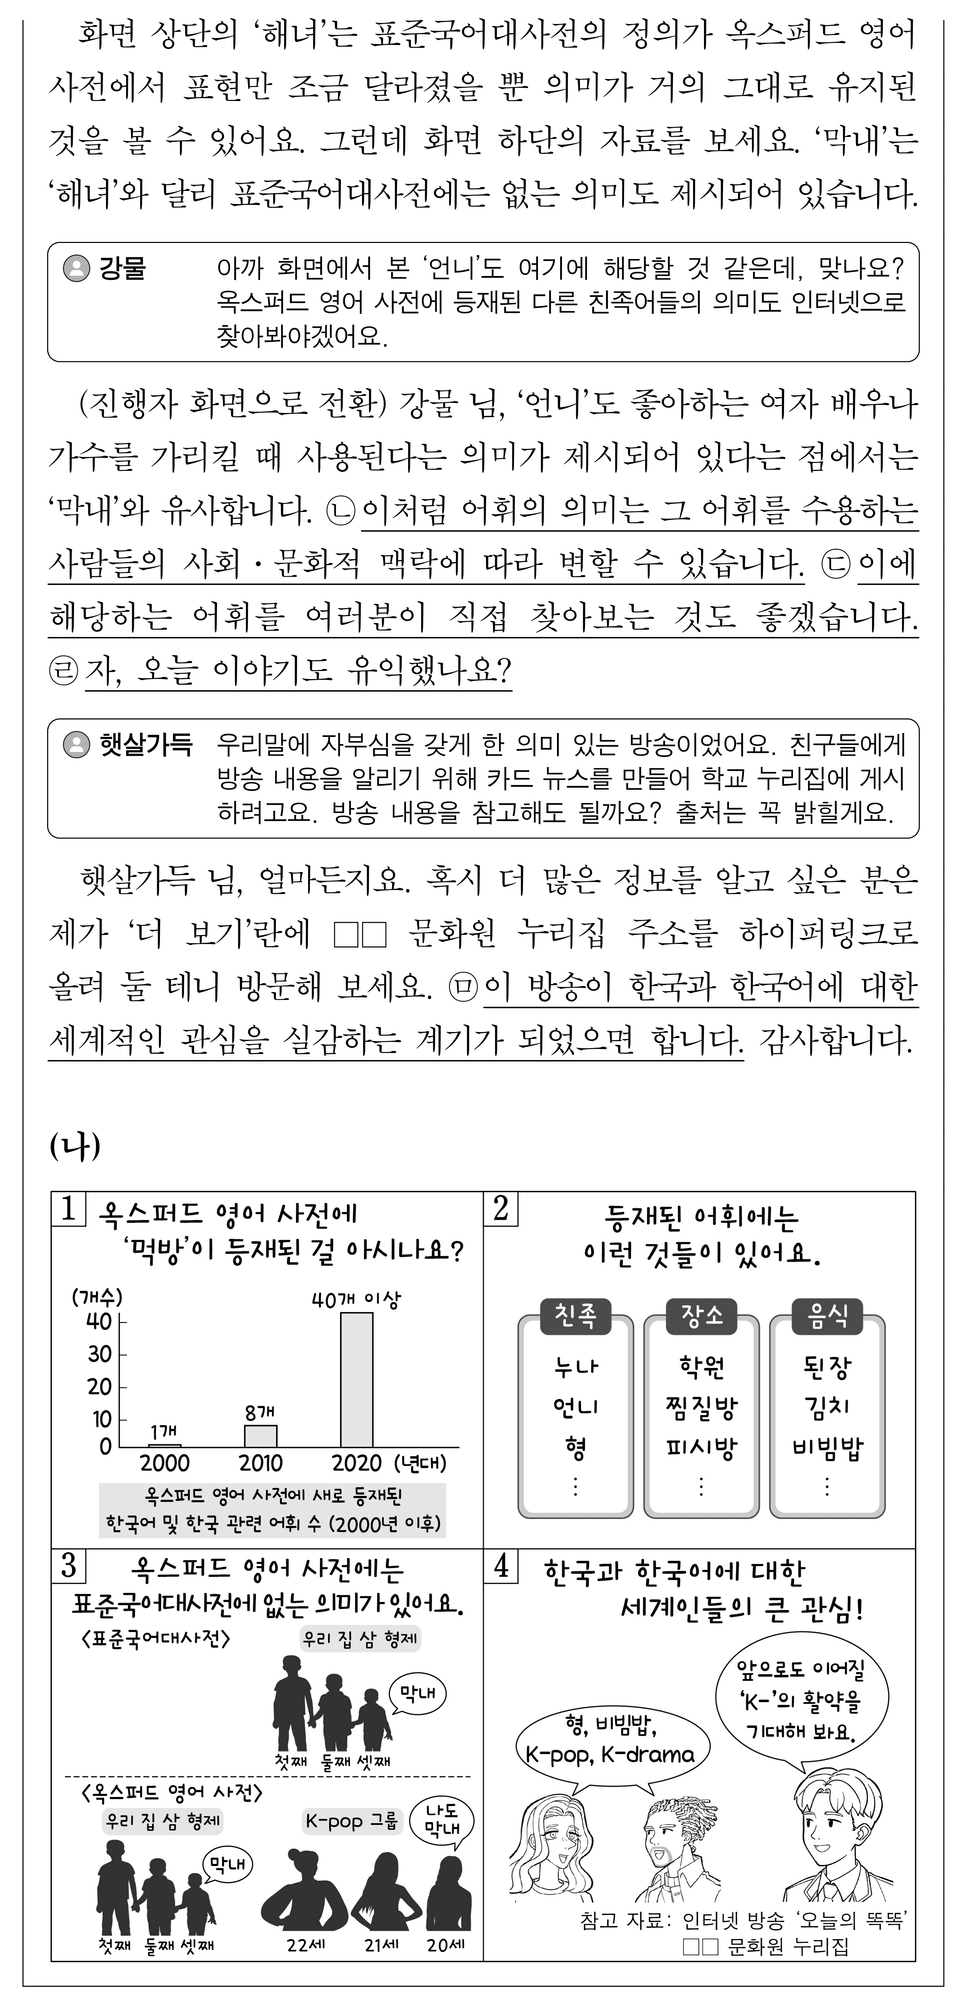 화면 상단의 ‘해녀’는 표준국어대사전의 정의가 옥스퍼드 영어
사전에서 표현만 조금 달라졌을 뿐 의미가 거의 그대로 유지된
것을 볼 수 있어요. 그런데 화면 하단의 자료를 보세요. ‘막내’는
‘해녀’와 달리 표준국어대사전에는 없는 의미도 제시되어 있습니다.
강물 아까 화면에서 본 ‘언니’도 여기에 해당할 것 같은데, 맞나요?
옥스퍼드 영어 사전에 등재된 다른 친족어들의 의미도 인터넷으로
찾아봐야겠어요.
(진행자 화면으로 전환) 강물 님, ‘언니’도 좋아하는 여자 배우나
가수를 가리킬 때 사용된다는 의미가 제시되어 있다는 점에서는
‘막내’와 유사합니다. ㉡이처럼 어휘의 의미는 그 어휘를 수용하는
사람들의 사회・문화적 맥락에 따라 변할 수 있습니다. ㉢이에
해당하는 어휘를 여러분이 직접 찾아보는 것도 좋겠습니다.
㉣자, 오늘 이야기도 유익했나요?
햇살가득 우리말에 자부심을 갖게 한 의미 있는 방송이었어요. 친구들에게
방송 내용을 알리기 위해 카드 뉴스를 만들어 학교 누리집에 게시
하려고요. 방송 내용을 참고해도 될까요? 출처는 꼭 밝힐게요.
햇살가득 님, 얼마든지요. 혹시 더 많은 정보를 알고 싶은 분은
제가 ‘더 보기’란에 □□ 문화원 누리집 주소를 하이퍼링크로
올려 둘 테니 방문해 보세요. ㉤이 방송이 한국과 한국어에 대한
세계적인 관심을 실감하는 계기가 되었으면 합니다. 감사합니다.
(나)
1 옥스퍼드 영어 사전에
‘먹방’이 등재된 걸 아시나요?
(개수)
40개 이상
40
30
20
10
0
1개
8개
2000 2010 2020 (년대)
옥스퍼드 영어 사전에 새로 등재된
한국어 및 한국 관련 어휘 수 (2000년 이후)
2 등재된 어휘에는
이런 것들이 있어요.
친족 장소 음식
누나 학원 된장
언니 찜질방 김치
형 피시방 비빔밥
⋮ ⋮ ⋮
3 옥스퍼드 영어 사전에는
표준국어대사전에 없는 의미가 있어요.
<표준국어대사전>
우리 집 삼 형제
막내
첫째 둘째 셋째
<옥스퍼드 영어 사전>
우리 집 삼 형제
막내
첫째 둘째 셋째
K-pop 그룹
나도
막내
22세 21세 20세
4 한국과 한국어에 대한
세계인들의 큰 관심!
형, 비빔밥,
K-pop, K-drama
앞으로도 이어질
‘K-’의 활약을
기대해 봐요.
참고 자료: 인터넷 방송 ‘오늘의 똑똑’
□□ 문화원 누리집